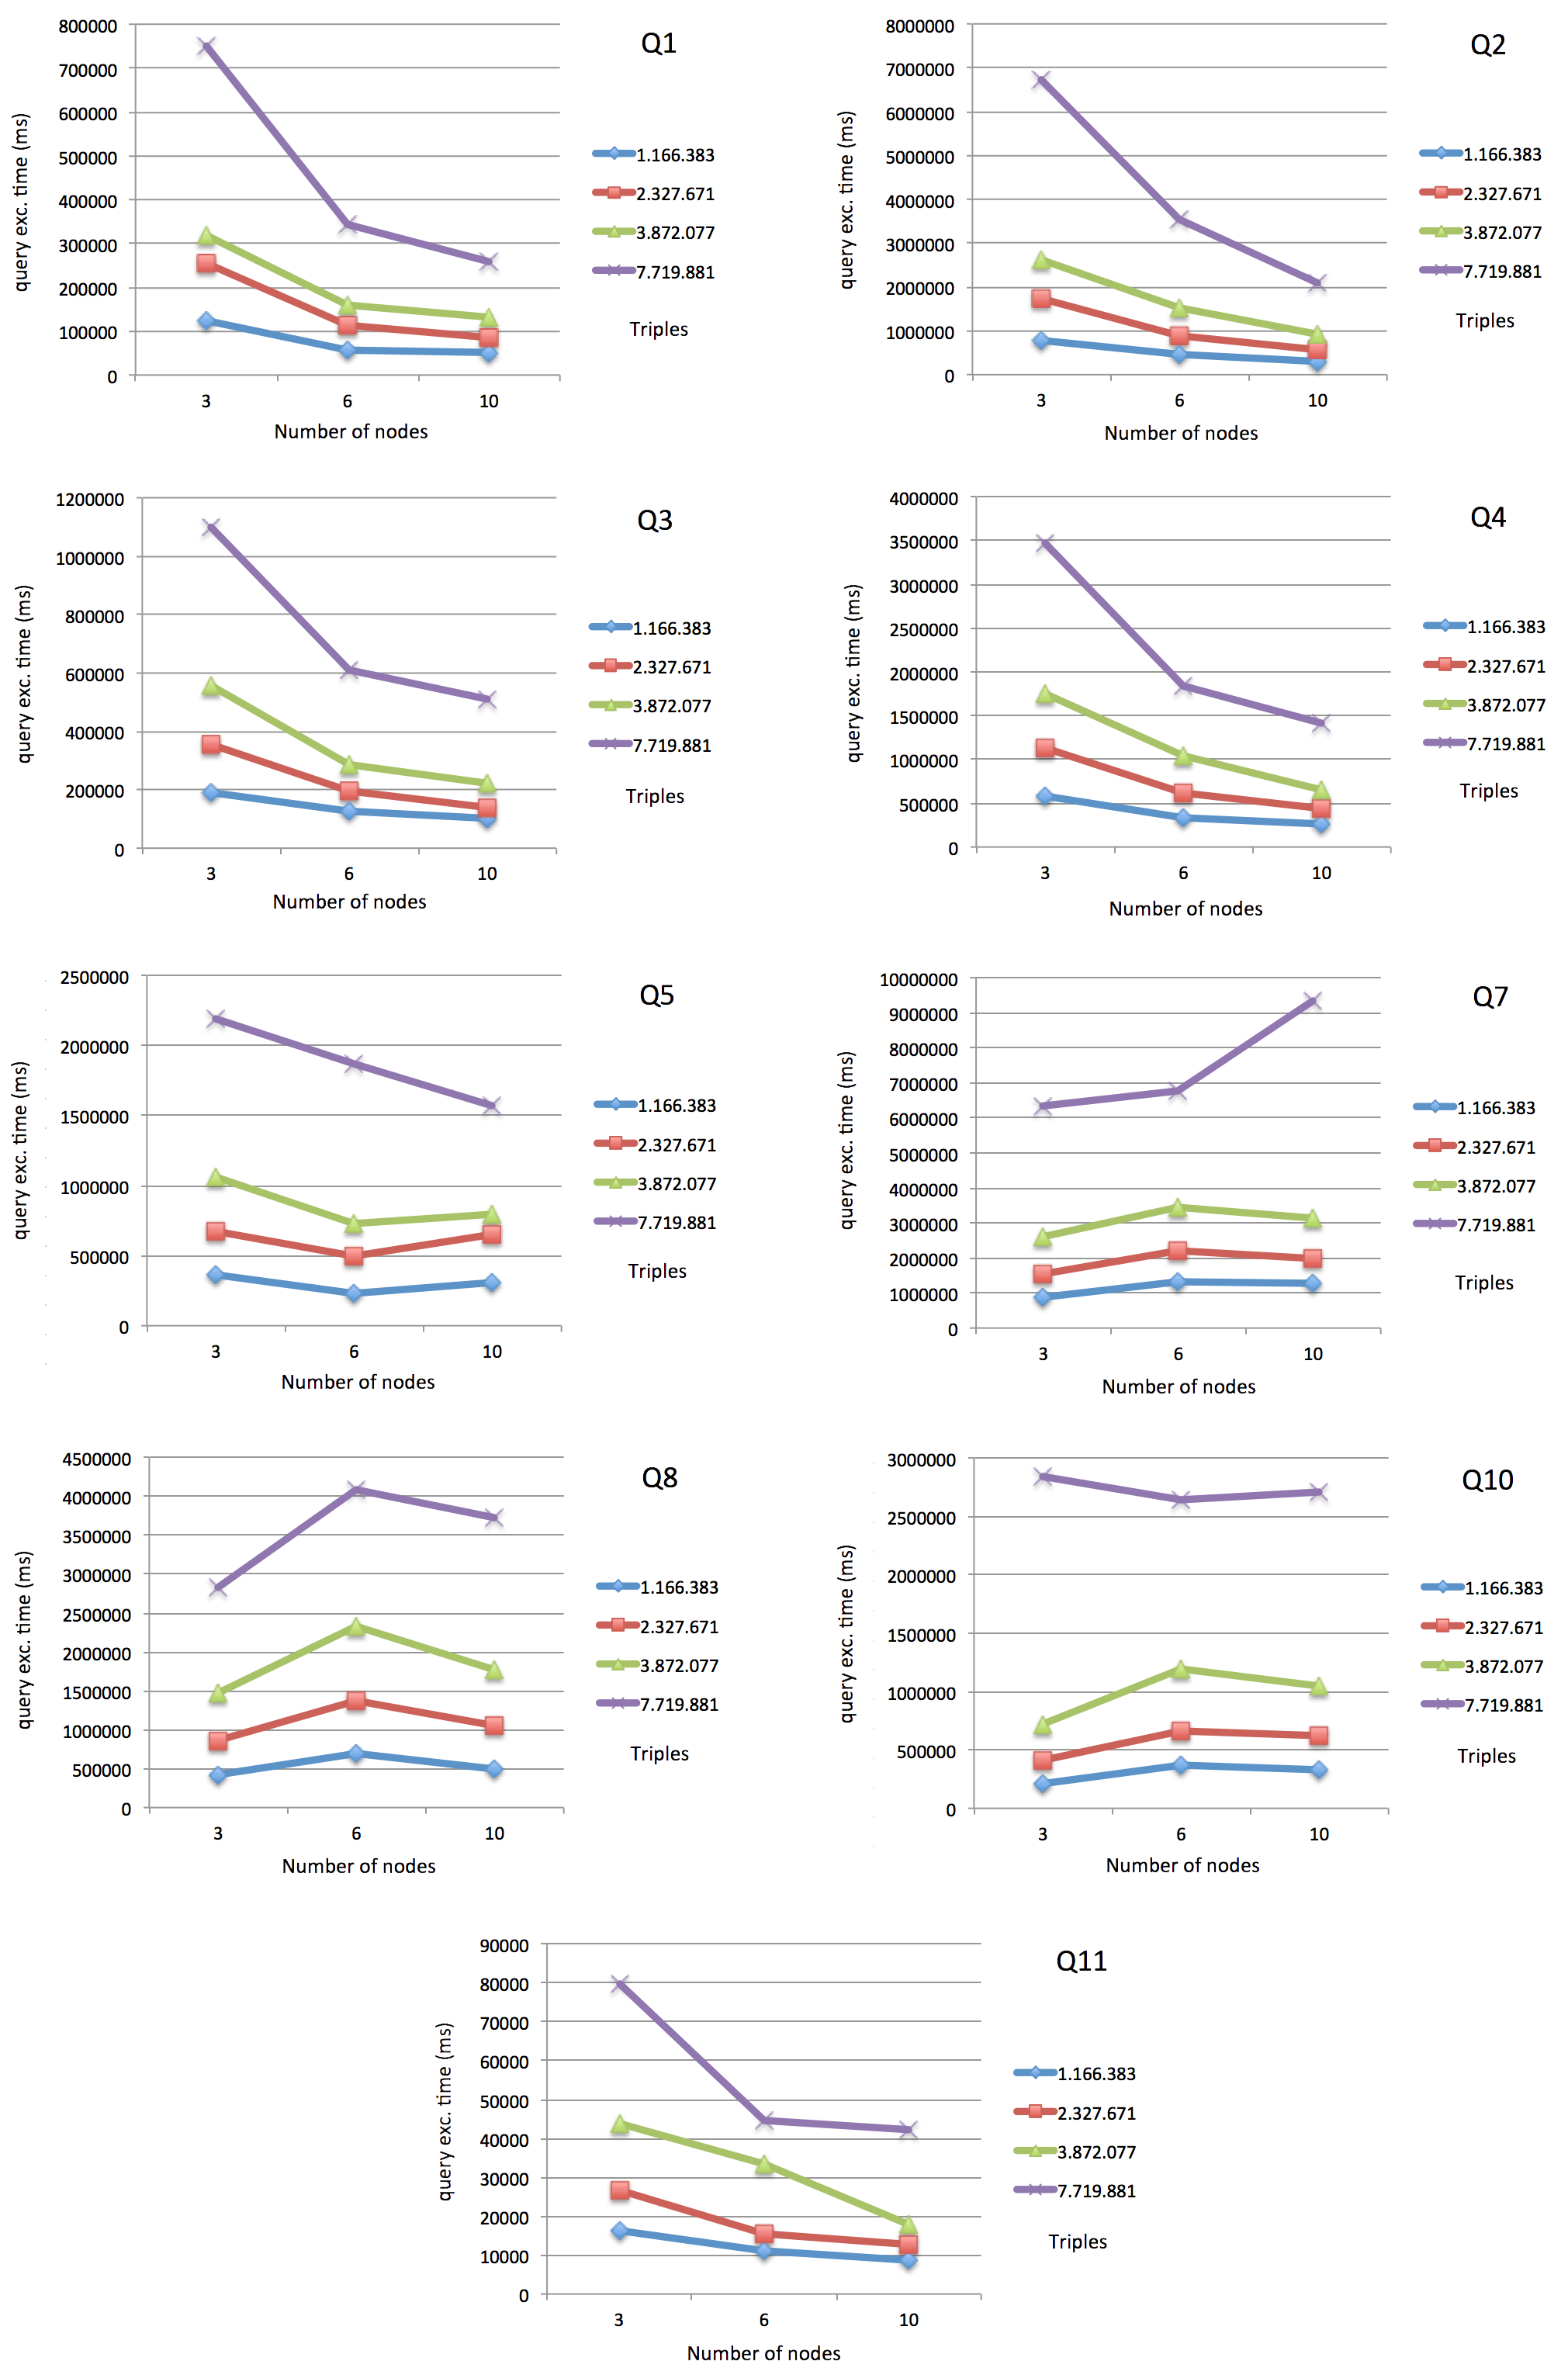 Q1
query exc. time (ms)
800000
700000
600000
500000
400000
300000
200000
100000
0
3 6 10
Number of nodes
1.166.383
2.327.671
3.872.077
7.719.881
Triples
Q2
query exc. time (ms)
8000000
7000000
6000000
5000000
4000000
3000000
2000000
1000000
0
3 6 10
Number of nodes
1.166.383
2.327.671
3.872.077
7.719.881
Triples
Q3
query exc. time (ms)
1200000
1000000
800000
600000
400000
200000
0
3 6 10
Number of nodes
1.166.383
2.327.671
3.872.077
7.719.881
Triples
Q4
query exc. time (ms)
4000000
3500000
3000000
2500000
2000000
1500000
1000000
500000
0
3 6 10
Number of nodes
1.166.383
2.327.671
3.872.077
7.719.881
Triples
Q5
query exc. time (ms)
2500000
2000000
1500000
1000000
500000
0
3 6 10
Number of nodes
1.166.383
2.327.671
3.872.077
7.719.881
Triples
Q7
query exc. time (ms)
10000000
9000000
8000000
7000000
6000000
5000000
4000000
3000000
2000000
1000000
0
3 6 10
Number of nodes
1.166.383
2.327.671
3.872.077
7.719.881
Triples
Q8
query exc. time (ms)
4500000
4000000
3500000
3000000
2500000
2000000
1500000
1000000
500000
0
3 6 10
Number of nodes
1.166.383
2.327.671
3.872.077
7.719.881
Triples
Q10
query exc. time (ms)
3000000
2500000
2000000
1500000
1000000
500000
0
3 6 10
Number of nodes
1.166.383
2.327.671
3.872.077
7.719.881
Triples
Q11
query exc. time (ms)
90000
80000
70000
60000
50000
40000
30000
20000
10000
0
3 6 10
Number of nodes
1.166.383
2.327.671
3.872.077
7.719.881
Triples